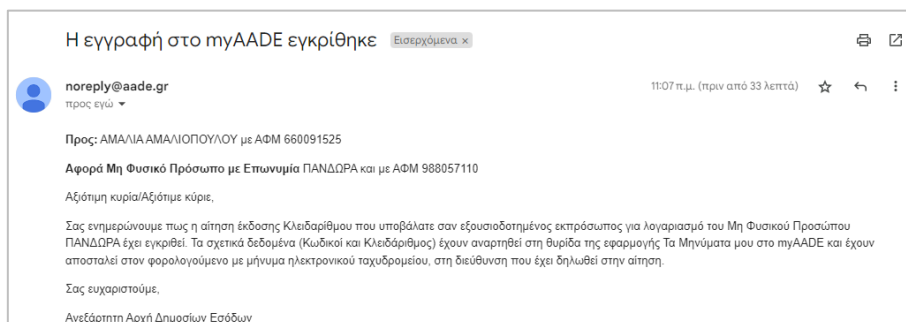 Η εγγραφή στο myAADE εγκρίθηκε Εισερχόμενα ×
noreply@aade.gr 11:07 π.μ. (πριν από 33 λεπτά)
προς εγώ
Προς: ΑΜΑΛΙΑ ΑΜΑΛΙΟΠΟΥΛΟΥ με ΑΦΜ 660091525
Αφορά Μη Φυσικό Πρόσωπο με Επωνυμία ΠΑΝΔΩΡΑ και με ΑΦΜ 988057110
Αξιότιμη κυρία/Αξιότιμε κύριε,
Σας ενημερώνουμε πως η αίτηση έκδοσης Κλειδαρίθμου που υποβάλατε σαν εξουσιοδοτημένος εκπρόσωπος για λογαριασμό του Μη Φυσικού Προσώπου
ΠΑΝΔΩΡΑ έχει εγκριθεί. Τα σχετικά δεδομένα (Κωδικοί και Κλειδάριθμος) έχουν αναρτηθεί στη θυρίδα της εφαρμογής Τα Μηνύματα μου στο myAADE και έχουν
αποσταλεί στον φορολογούμενο με μήνυμα ηλεκτρονικού ταχυδρομείου, στη διεύθυνση που έχει δηλωθεί στην αίτηση.
Σας ευχαριστούμε,
Ανεξάρτητη Αρχή Δημοσίων Εσόδων